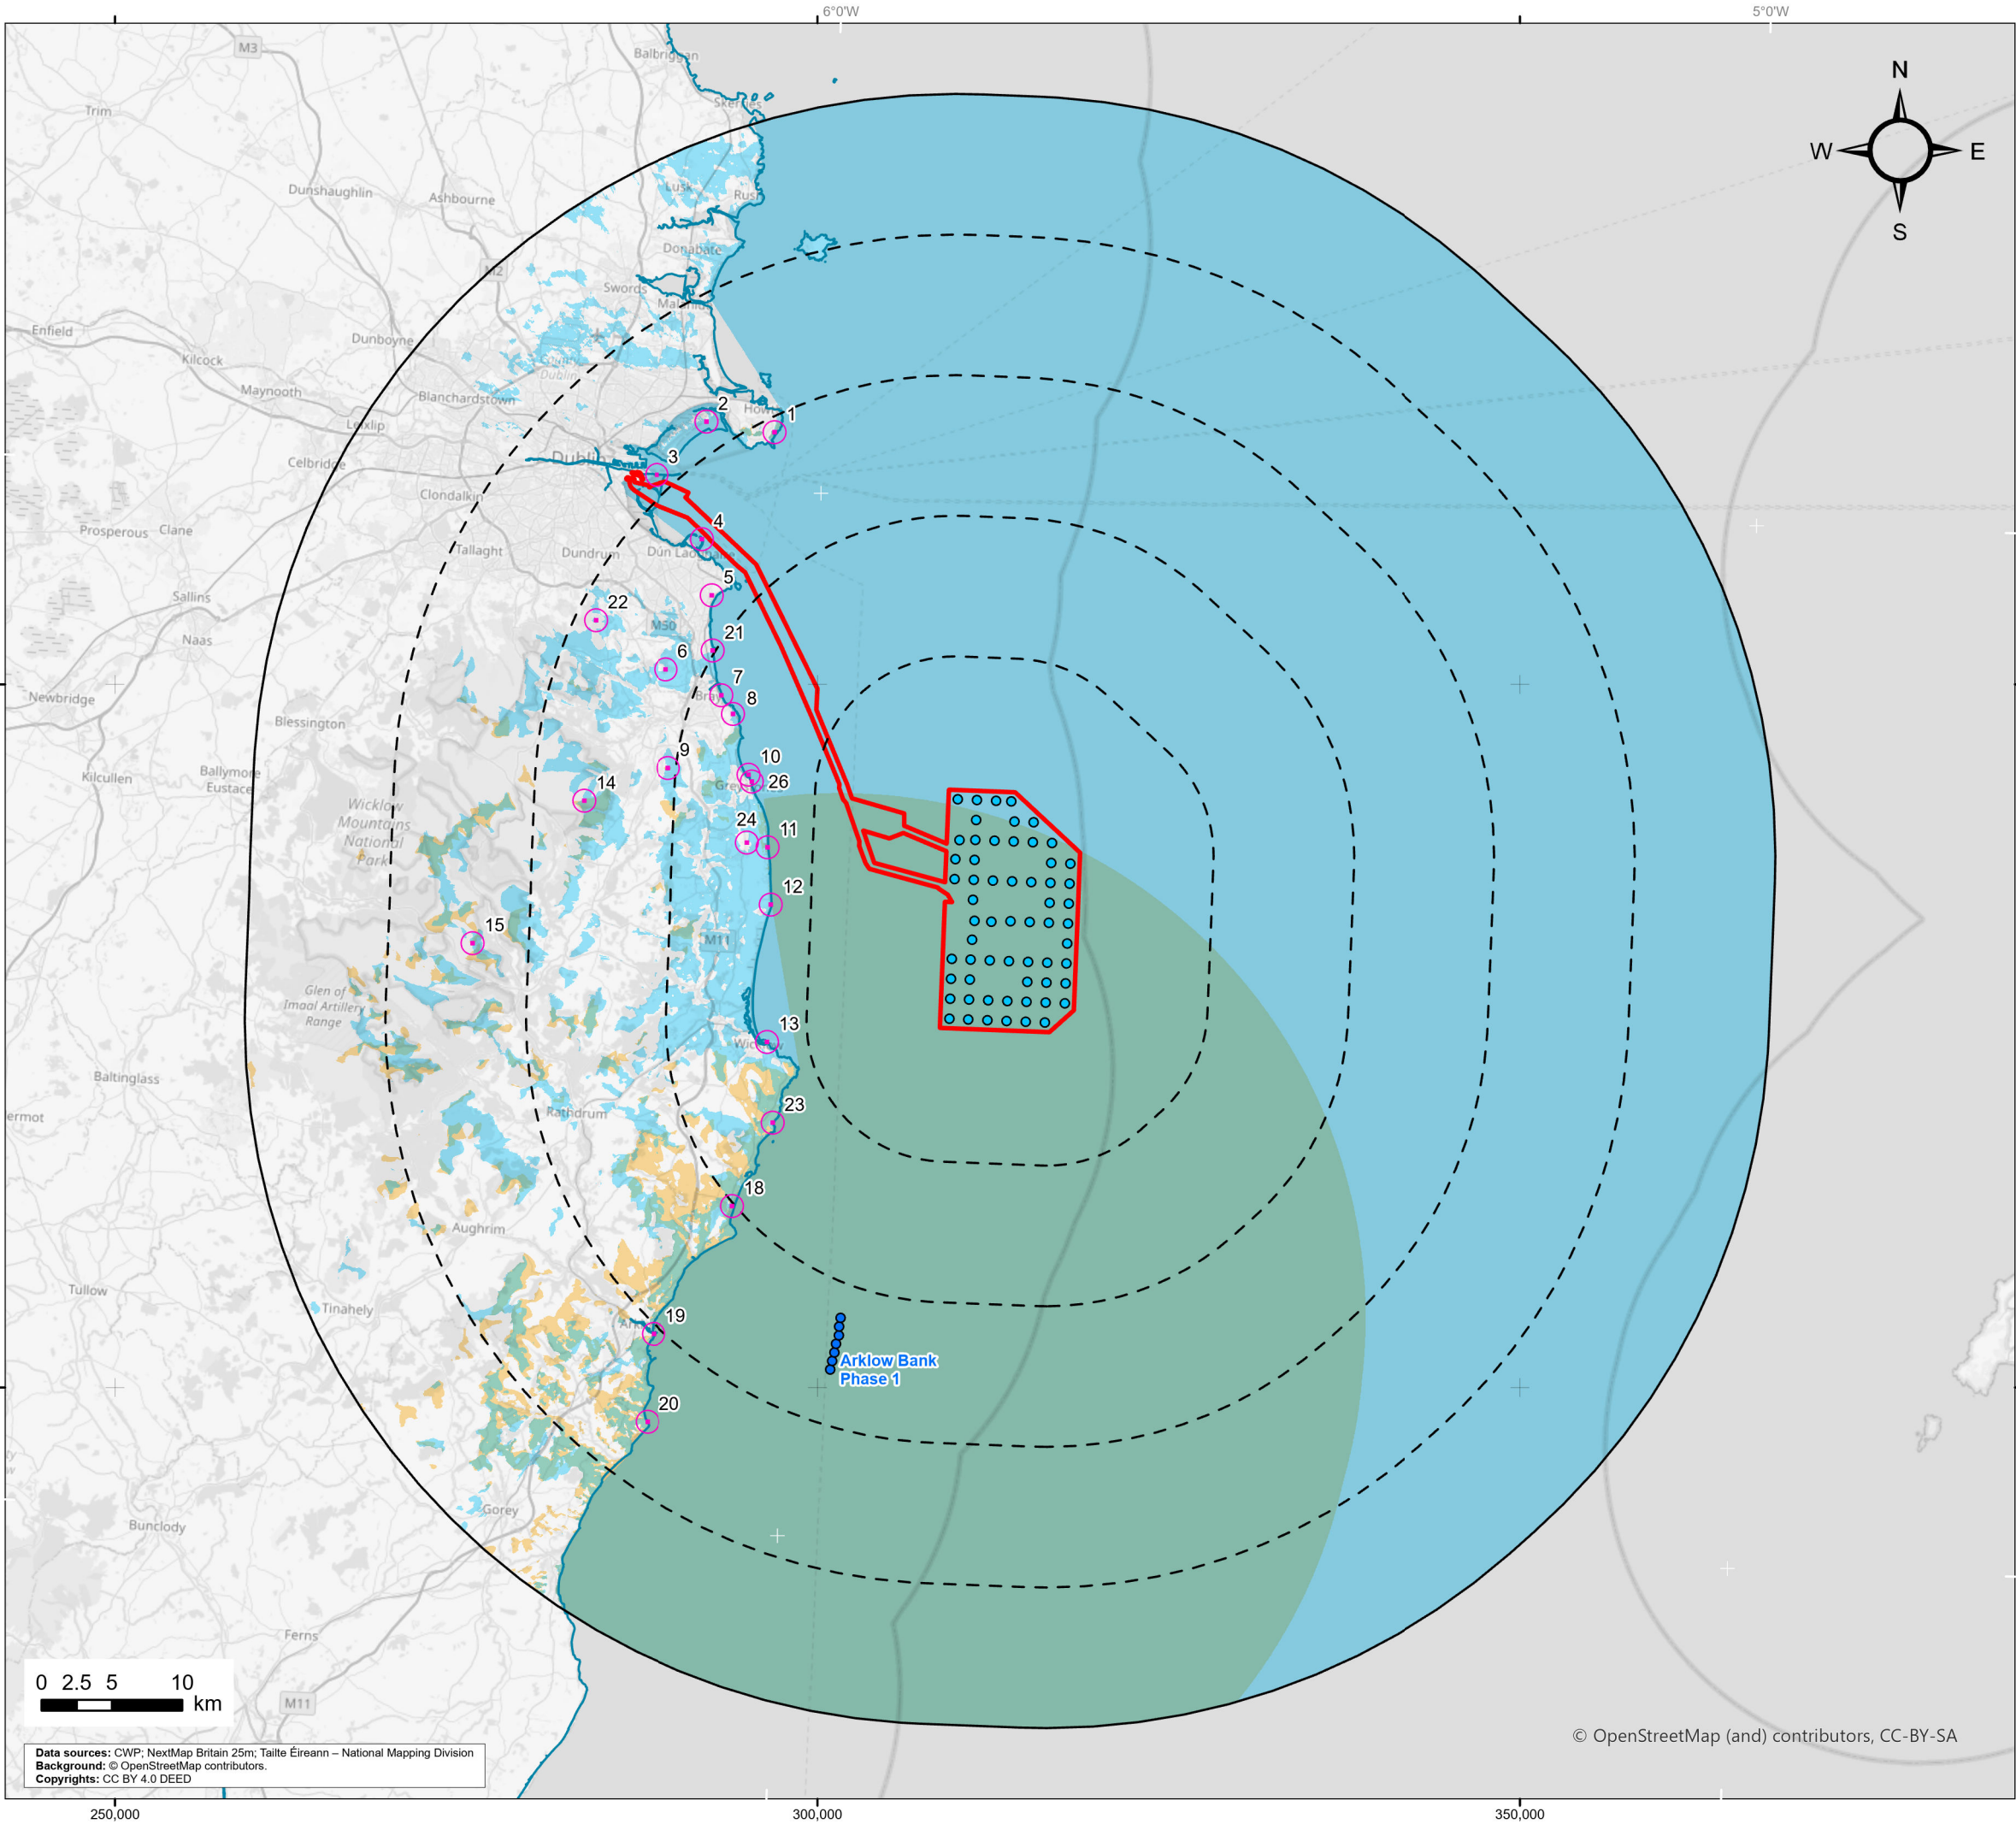 6°0'W
5°0'W
M3
Balbriggan
Trim
Skerries
N
W
E
S
Dunshaughlin
Ashbourne
Lusk
Rush
Donabate
M2
Swords
Enfield
Dunboyne
Kilcock
County
Dublin
Maynooth
Blanchardstown
2
1
Leixlip
Celbridge
Dublin
3
Clondalkin
Prosperous
Clane
4
Tallaght
Dundrum
Dún Laoghaire
5
Sallins
22
M50
Naas
21
6
7
Newbridge
8
Blessington
9
10
Kilcullen
Ballymore
Eustace
26
14
Wicklow
Mountains
National
Park
24
11
12
15
M11
Glen of
Imaal Artillery
Range
13
Wicklow
Baltinglass
23
Rathdrum
18
Aughrim
Tullow
Tinahely
19
Arklow Bank
Phase 1
20
Gorey
Bunclody
Ferns
0 2.5 5 10
km
M11
© OpenStreetMap (and) contributors, CC-BY-SA
Data sources: CWP; NextMap Britain 25m; Tailte Éireann – National Mapping Division
Background: © OpenStreetMap contributors.
Copyrights: CC BY 4.0 DEED
250,000
300,000
350,000